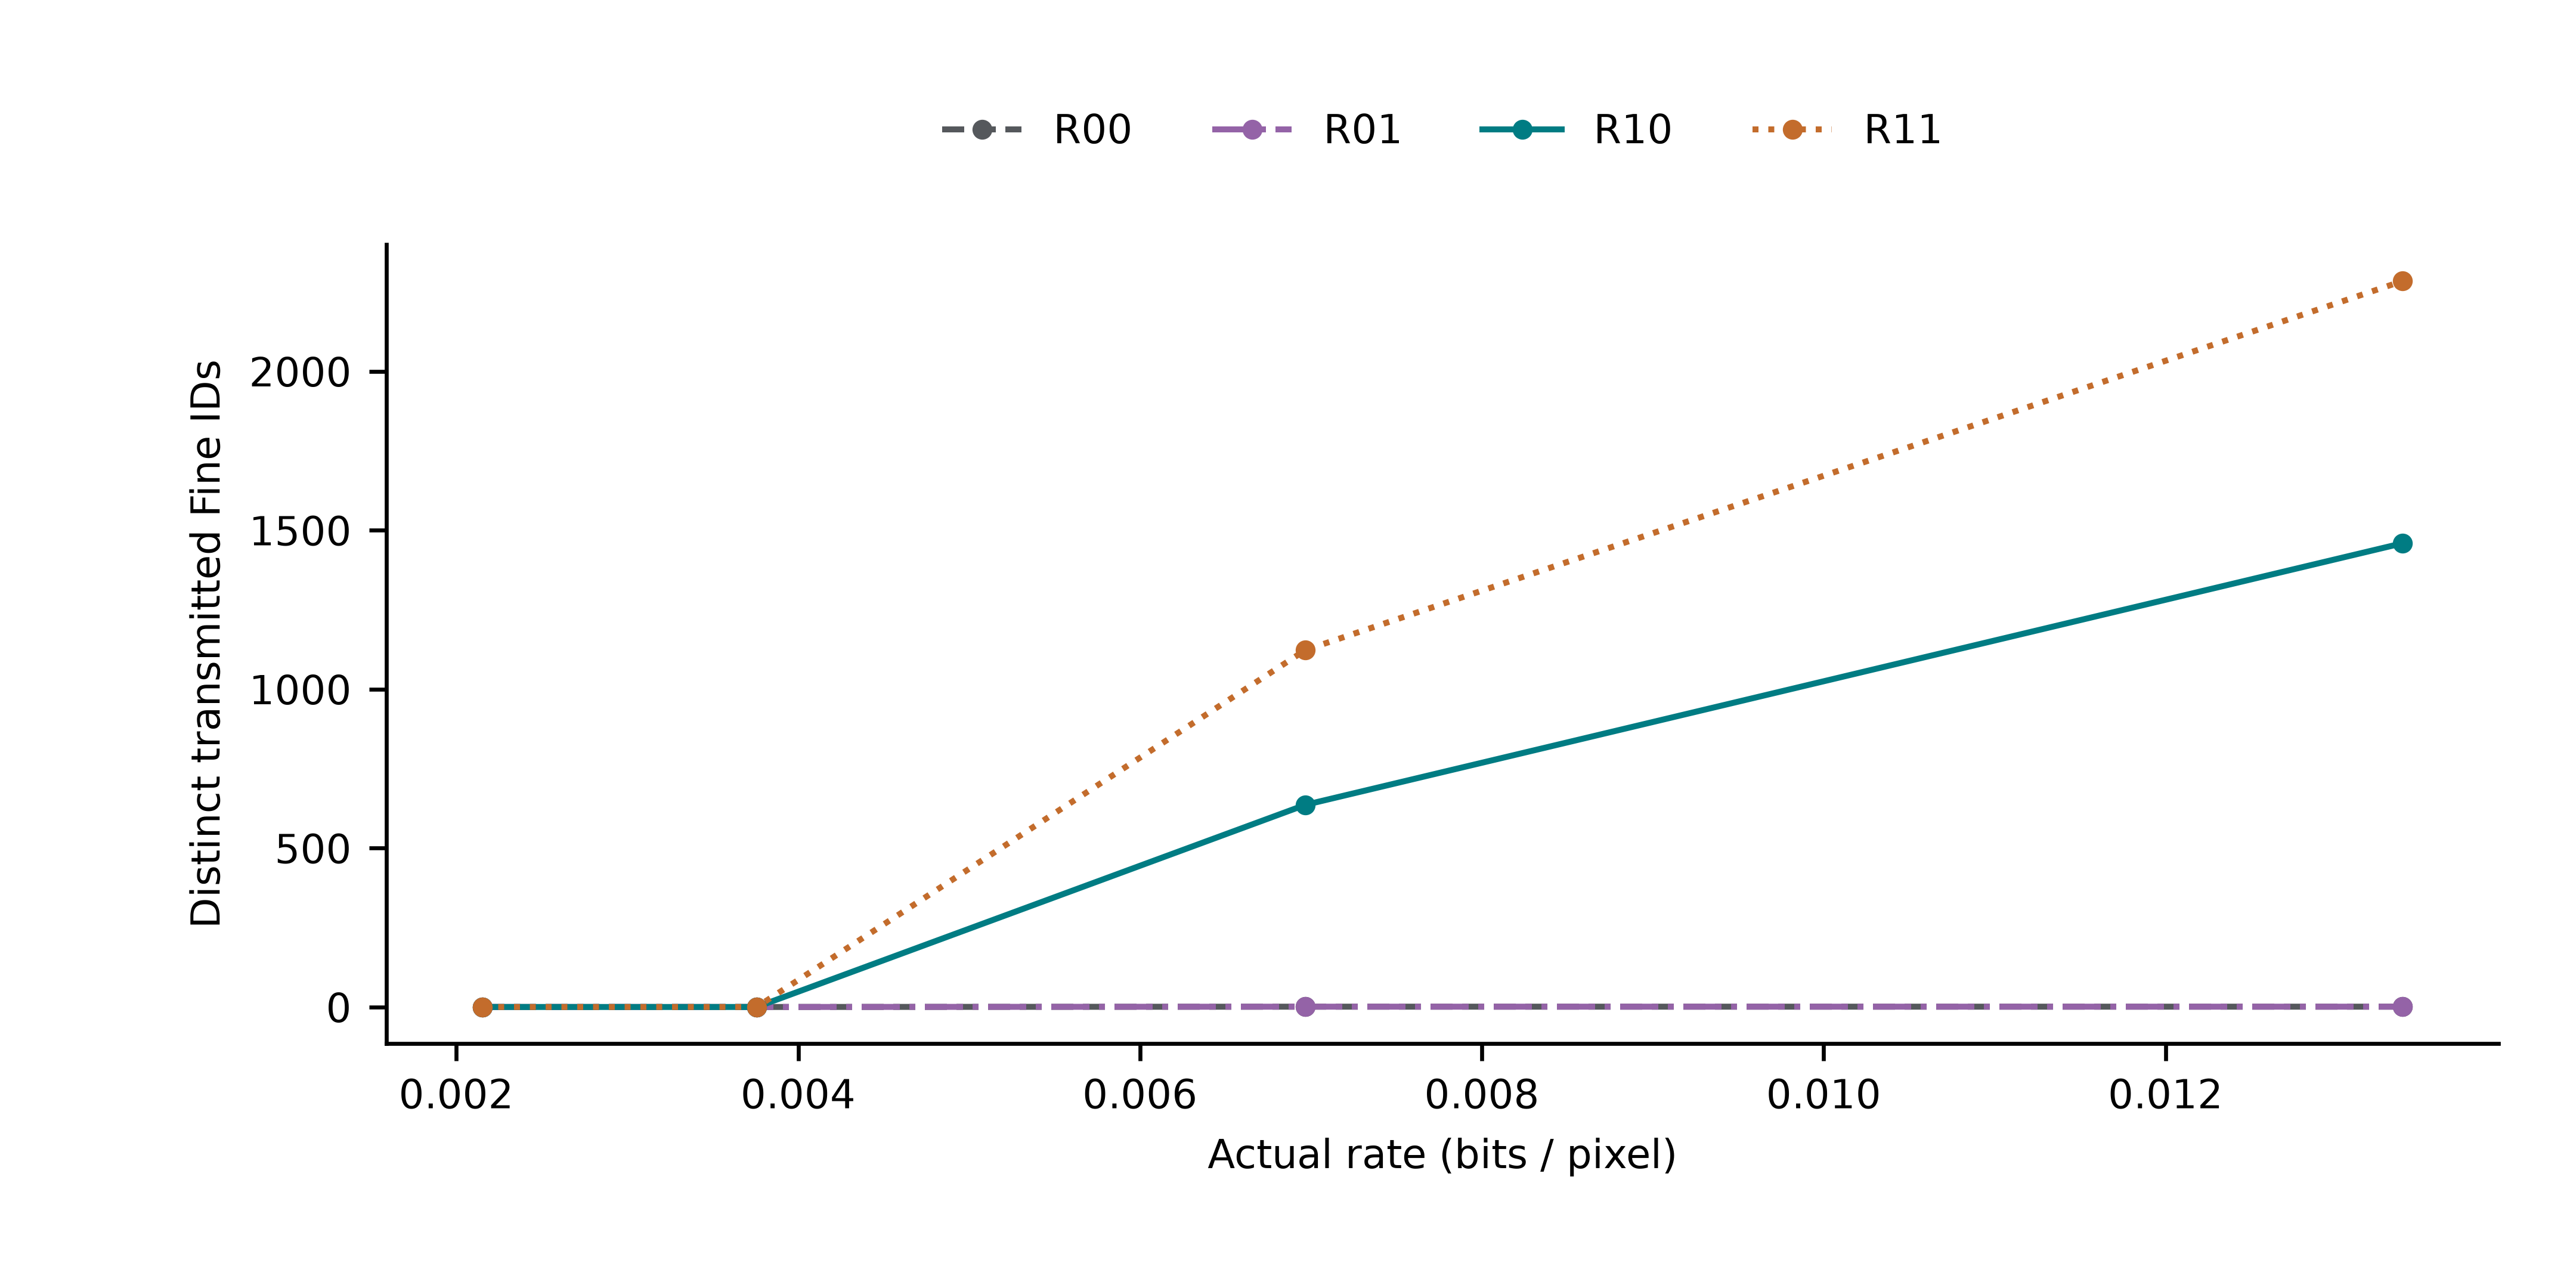 R00 R01 R10 R11
Distinct transmitted Fine IDs
2000
1500
1000
500
0
0.002 0.004 0.006 0.008 0.010 0.012
Actual rate (bits / pixel)